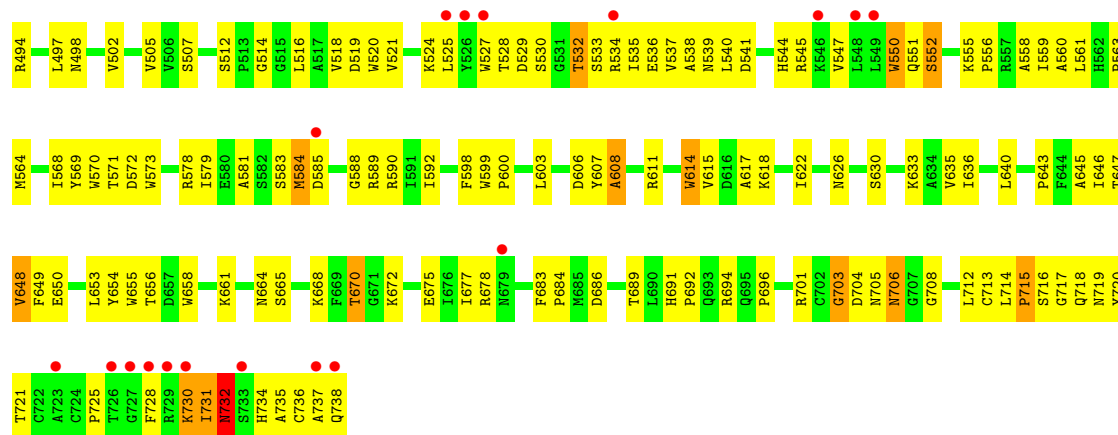 R494 L497 N498 V502 V505 V506 S507 S512 P513 G514 G515 L516 A517 V518 D519 W520 V521 K524 L525 Y526 W527 T528 D529 S530 G531 T532 S533 R534 I535 E536 V537 A538 N539 L540 D541 H544 R545 K546 V547 L548 L549 W550 Q551 S552 K555 P556 R557 A558 I559 A560 L561 H562 P563
M564 I568 Y569 W570 T571 D572 W573 R578 I579 E580 A581 S582 S583 M584 D585 G588 R589 R590 I591 I592 F598 W599 P600 L603 D606 Y607 A608 R611 W614 V615 D616 A617 K618 I622 N626 S630 K633 A634 V635 I636 L640 P643 F644 A645 I646
V648 F649 E650 L653 Y654 T656 W655 D657 W658 K661 N664 S665 K668 F669 T670 G671 K672 E675 I676 I677 R678 N679 F683 P684 M685 D686 T689 L690 H691 P692 Q693 R694 Q695 P696 R701 C702 G703 D704 N705 N706 G707 G708 L712 C713 L714 P715 S716 G717 Q718 N719
T721 C722 A723 C724 P725 T726 G727 F728 R729 K730 I731 N732 S733 H734 A735 C736 A737 Q738